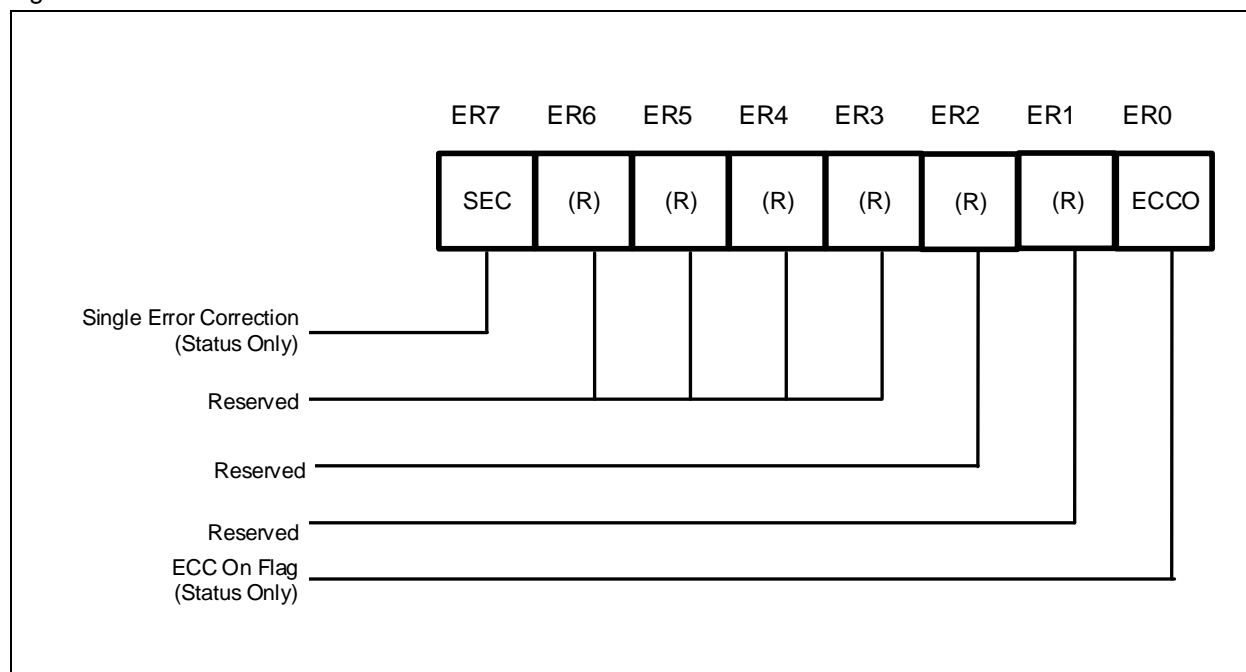 ER7 ER6 ER5 ER4 ER3 ER2 ER1 ER0
SEC (R) (R) (R) (R) (R) (R) ECCO
Single Error Correction
(Status Only)
Reserved
Reserved
Reserved
ECC On Flag
(Status Only)